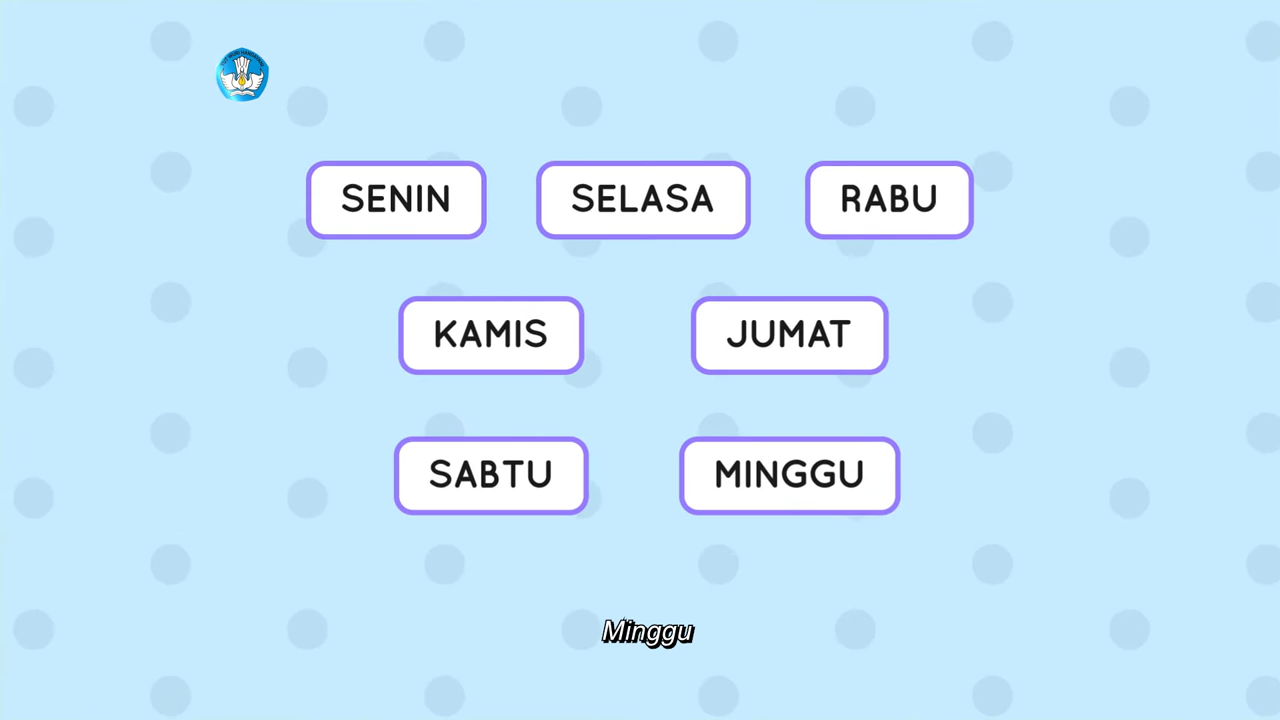 SENIN SELASA RABU
KAMIS JUMAT
SABTU MINGGU
Minggu